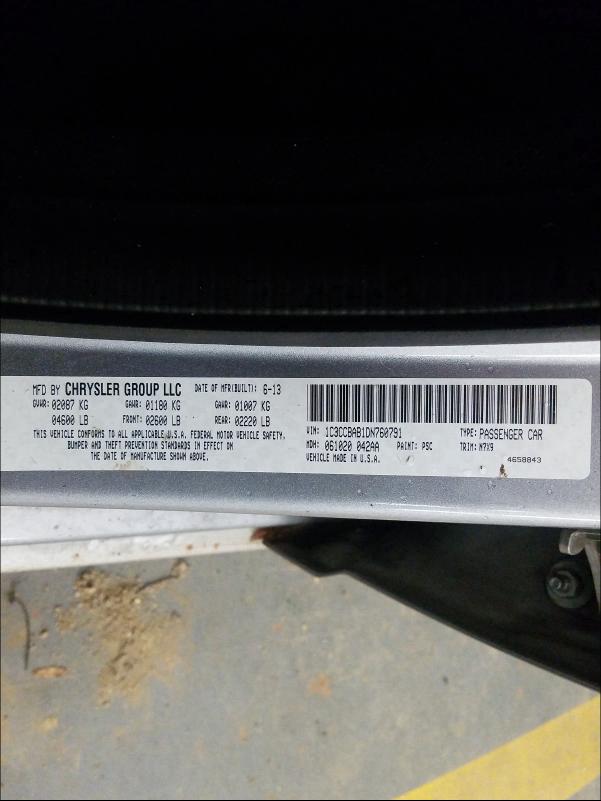 MFD BY CHRYSLER GROUP LLC DATE OF MFR(BUILT): 6-13
GVWR: 02087 KG GAWR: 01180 KG GAWR: 01007 KG
04600 LB FRONT: 02600 LB REAR: 02220 LB
THIS VEHICLE CONFORMS TO ALL APPLICABLE U.S.A. FEDERAL MOTOR VEHICLE SAFETY,
BUMPER AND THEFT PREVENTION STANDARDS IN EFFECT ON
THE DATE OF MANUFACTURE SHOWN ABOVE.
VIN: 1C3CCBAB1DN760791 TYPE: PASSENGER CAR
MDH: 061020 042AA PAINT: PSC TRIM: M7X9
VEHICLE MADE IN U.S.A. 4658843